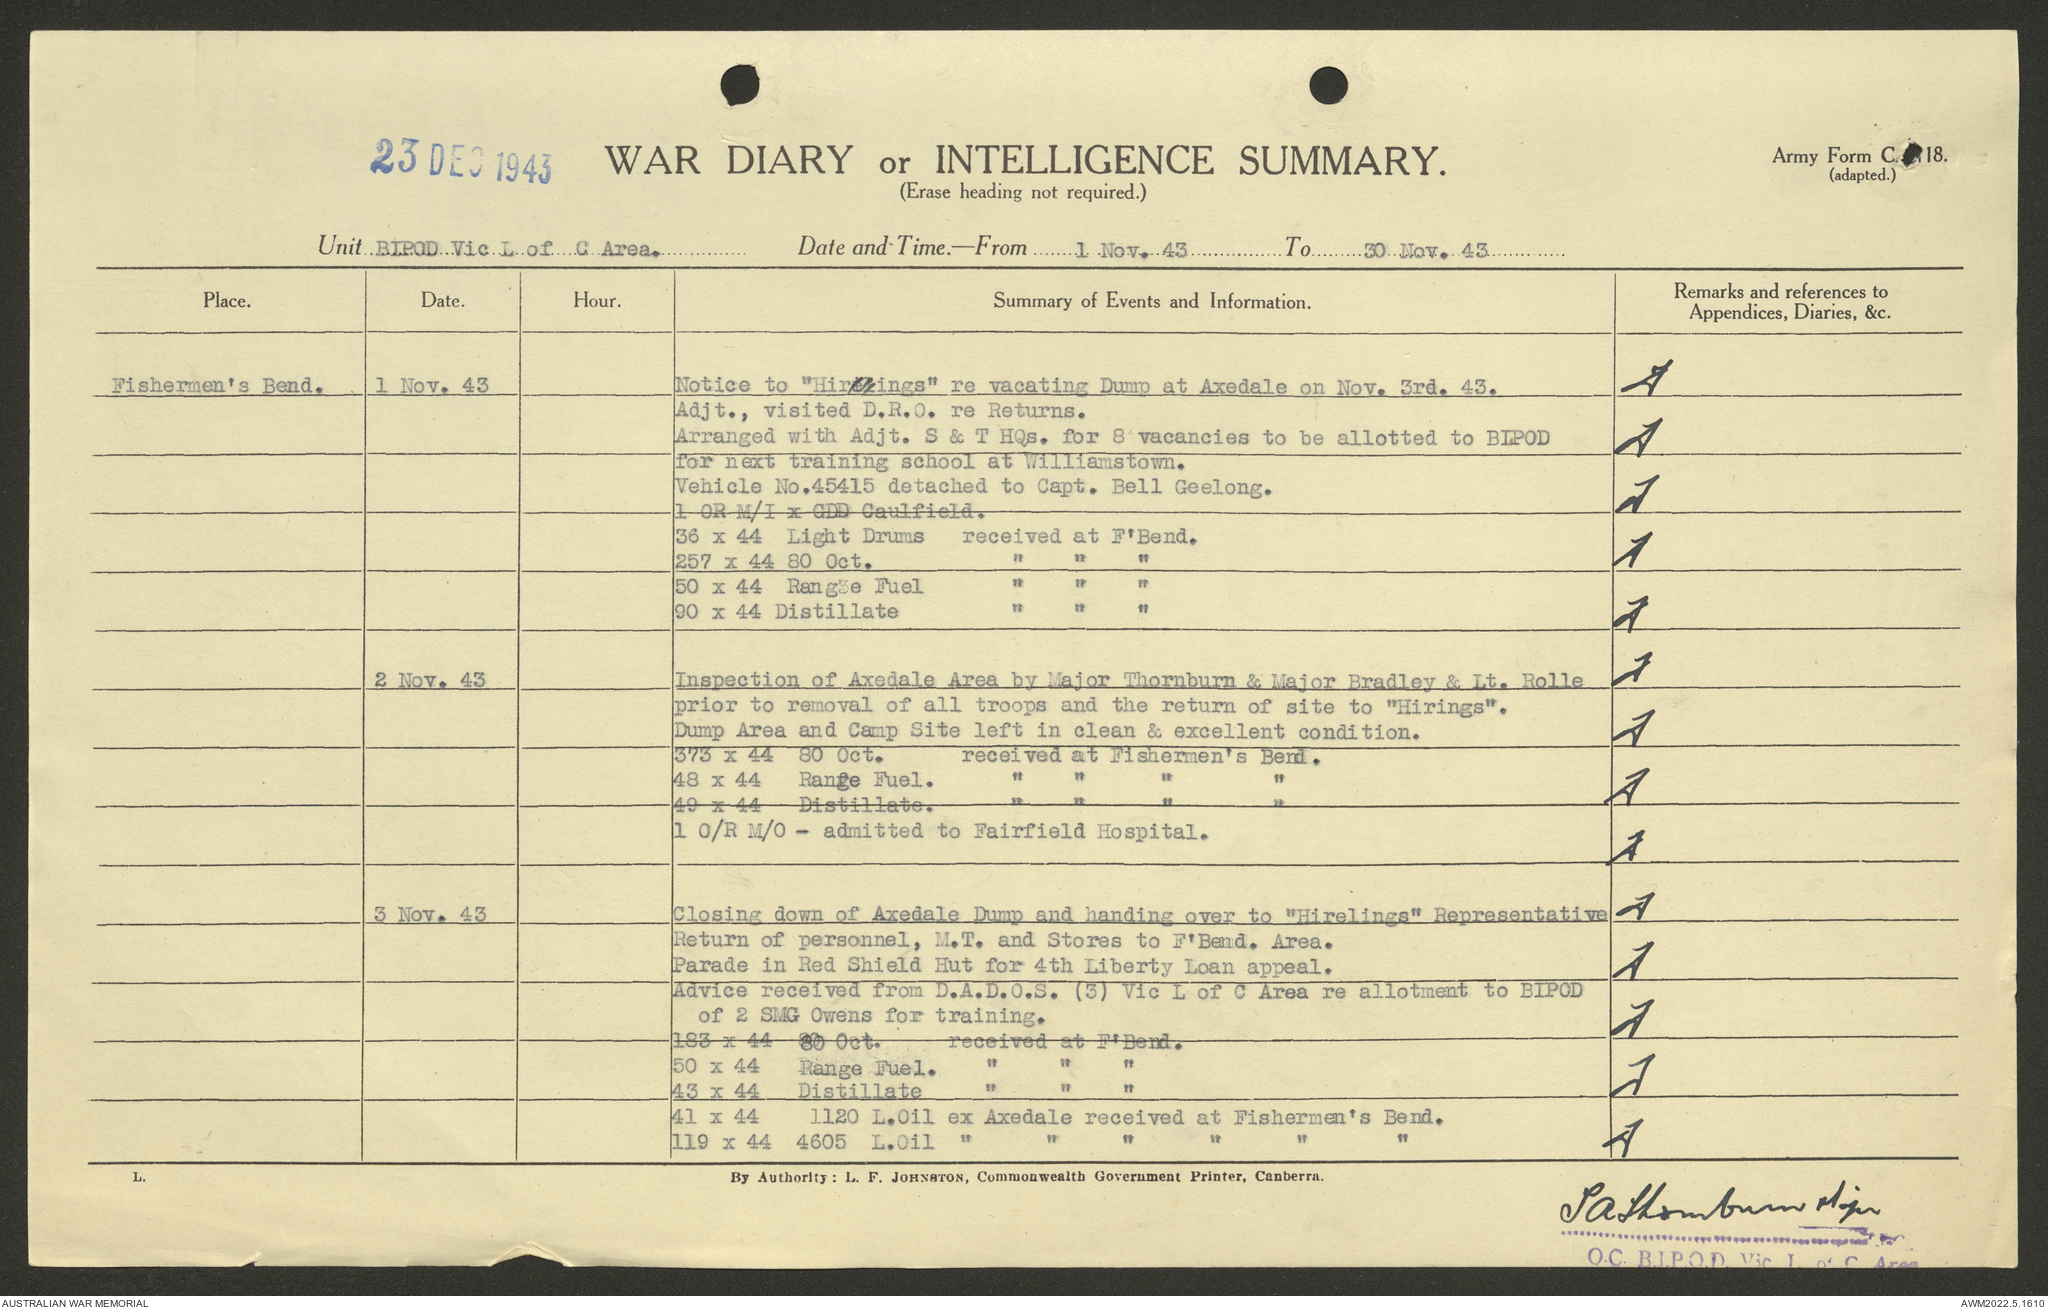 23 DEC 1943
WAR DIARY or INTELLIGENCE SUMMARY.
(Erase heading not required.)
Army Form C. 18.
(adapted.)
Unit BIPOD Vic L of C Area. Date and Time.—From 1 Nov. 43 To 30 Nov. 43
Place. Date. Hour. Summary of Events and Information. Remarks and references to
Appendices, Diaries, &c.
Fishermen's Bend. 1 Nov. 43 Notice to "Hirings" re vacating Dump at Axedale on Nov. 3rd. 43.
Adjt., visited D.R.O. re Returns.
Arranged with Adjt. S & T HQs. for 8 vacancies to be allotted to BIPOD
for next training school at Williamstown.
Vehicle No.45415 detached to Capt. Bell Geelong.
1 OR M/I x GDD Caulfield.
36 x 44 Light Drums received at F'Bend.
257 x 44 80 Oct. " " "
50 x 44 Range Fuel " " "
90 x 44 Distillate " " "
2 Nov. 43 Inspection of Axedale Area by Major Thornburn & Major Bradley & Lt. Rolle
prior to removal of all troops and the return of site to "Hirings".
Dump Area and Camp Site left in clean & excellent condition.
373 x 44 80 Oct. received at Fishermen's Bend.
48 x 44 Range Fuel. " " " "
49 x 44 Distillate. " " " "
1 O/R M/O - admitted to Fairfield Hospital.
3 Nov. 43 Closing down of Axedale Dump and handing over to "Hirelings" Representative
Return of personnel, M.T. and Stores to F'Bend. Area.
Parade in Red Shield Hut for 4th Liberty Loan appeal.
Advice received from D.A.D.O.S. (3) Vic L of C Area re allotment to BIPOD
of 2 SMG Owens for training.
183 x 44 80 Oct. received at F'Bend.
50 x 44 Range Fuel. " " "
43 x 44 Distillate " " "
41 x 44 1120 L.Oil ex Axedale received at Fishermen's Bend.
119 x 44 4605 L.Oil " " " " " "
L. By Authority: L. F. JOHNSTON, Commonwealth Government Printer, Canberra.
SAThornburn Major
O.C. B.I.P.O.D. Vic. L. of C. Area
AUSTRALIAN WAR MEMORIAL AWM2022.5.1610